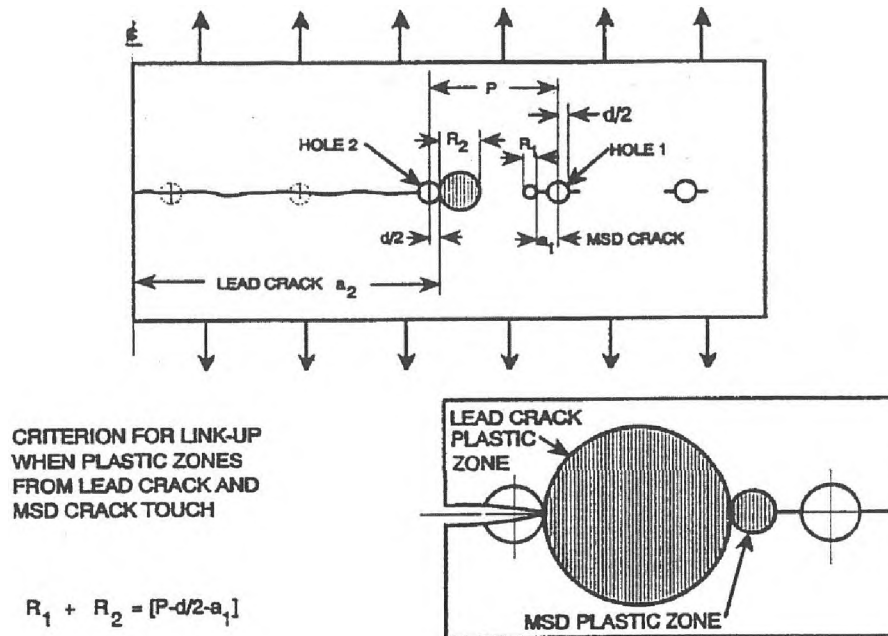 ℄
P
d/2
HOLE 2
R₂
R₁
HOLE 1
d/2
a₁
MSD CRACK
LEAD CRACK a₂
CRITERION FOR LINK-UP
WHEN PLASTIC ZONES
FROM LEAD CRACK AND
MSD CRACK TOUCH
R₁ + R₂ = [P-d/2-a₁]
LEAD CRACK
PLASTIC
ZONE
MSD PLASTIC ZONE